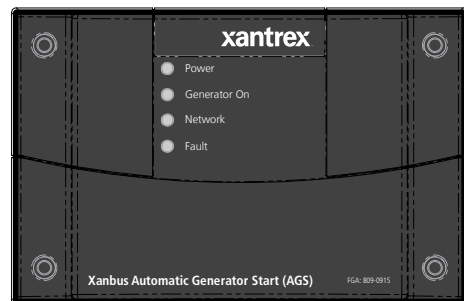 xantrex
Power
Generator On
Network
Fault
Xanbus Automatic Generator Start (AGS)
FGA: 809-0915